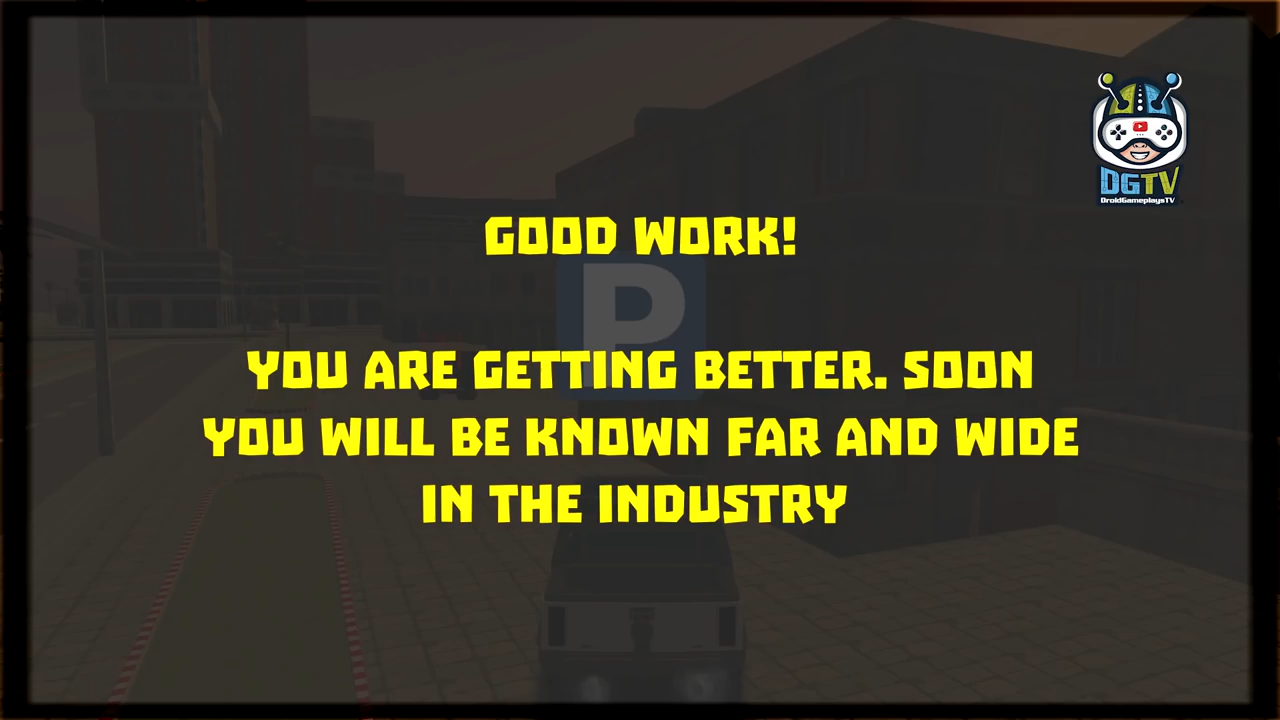 DGTV
DroidGameplaysTV
GOOD WORK!
P
YOU ARE GETTING BETTER. SOON
YOU WILL BE KNOWN FAR AND WIDE
IN THE INDUSTRY